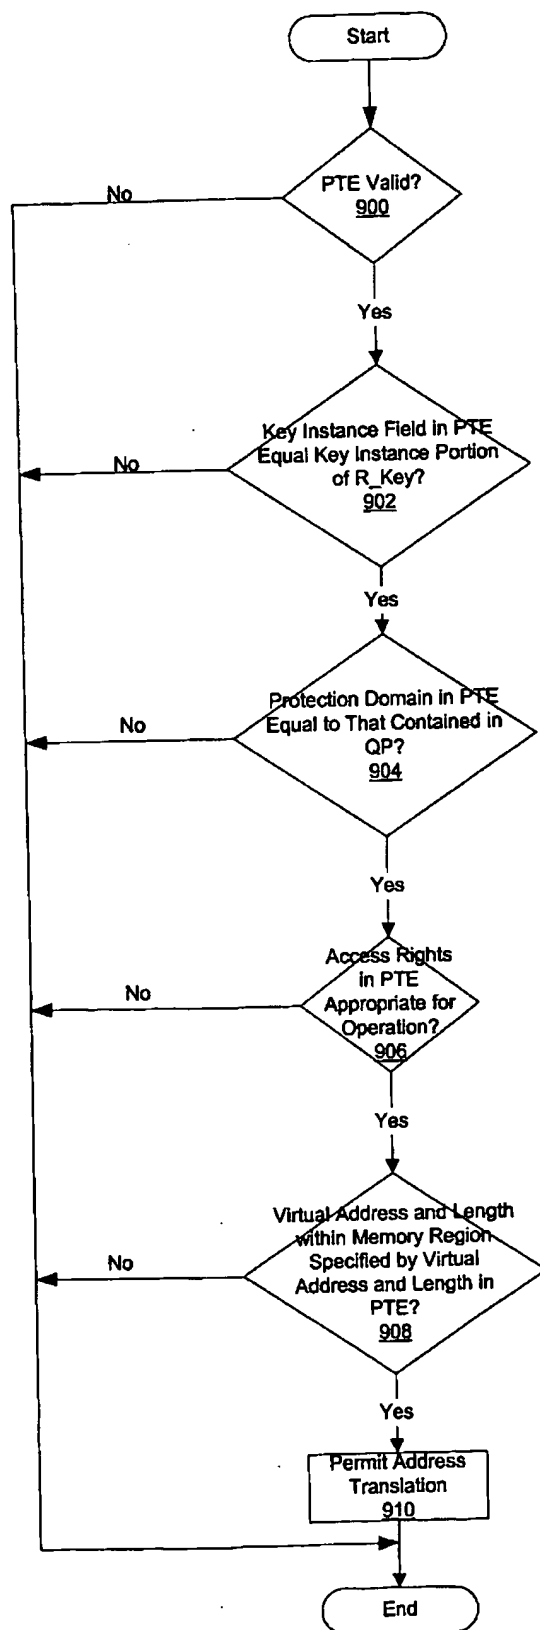 Start
PTE Valid?
900
No
Yes
Key Instance Field in PTE
Equal Key Instance Portion
of R_Key?
902
No
Yes
Protection Domain in PTE
Equal to That Contained in
QP?
904
No
Yes
Access Rights
in PTE
Appropriate for
Operation?
906
No
Yes
Virtual Address and Length
within Memory Region
Specified by Virtual
Address and Length in
PTE?
908
No
Yes
Permit Address
Translation
910
End